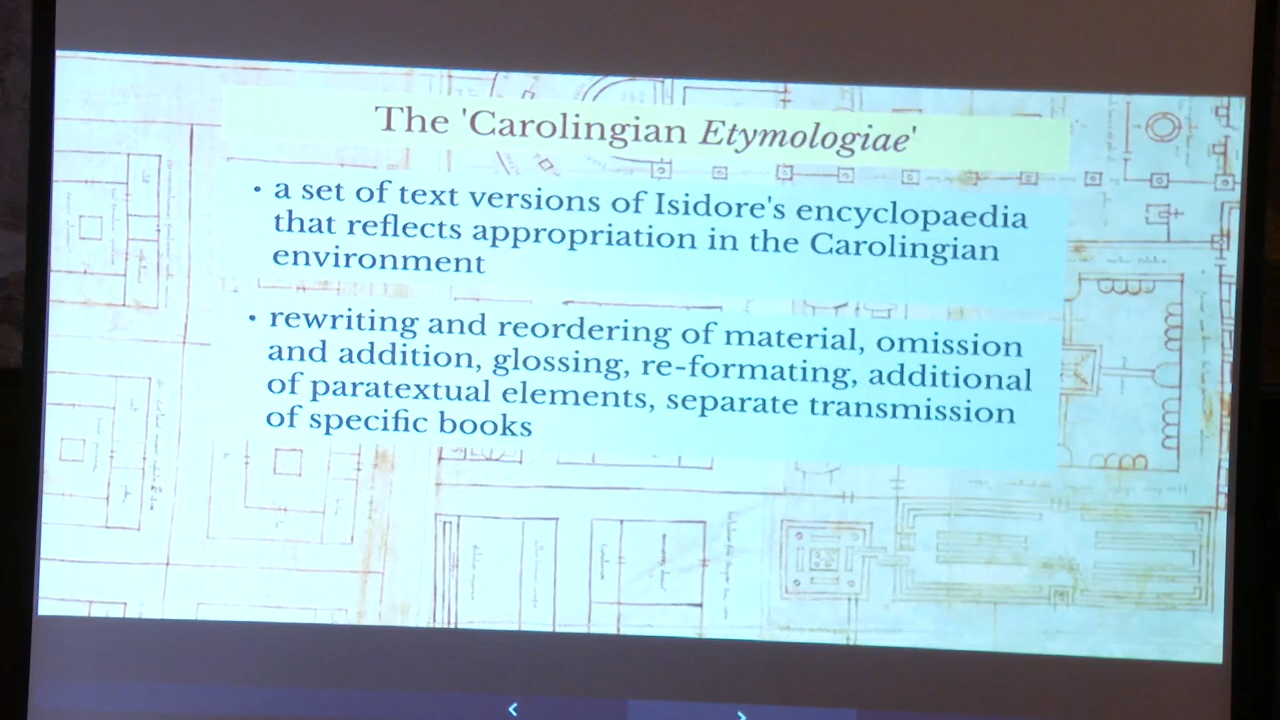 The 'Carolingian Etymologiae'
• a set of text versions of Isidore's encyclopaedia
that reflects appropriation in the Carolingian
environment
• rewriting and reordering of material, omission
and addition, glossing, re-formating, additional
of paratextual elements, separate transmission
of specific books